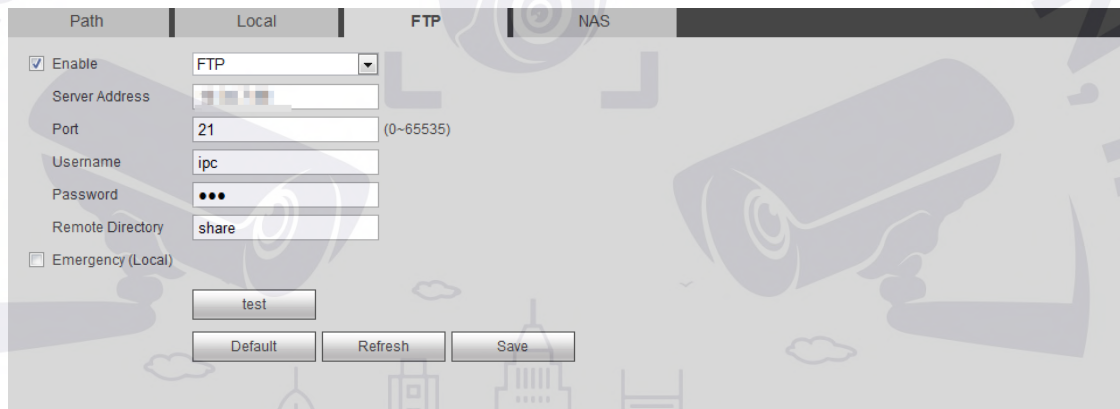 Path Local FTP NAS
Enable FTP
Server Address
Port 21 (0~65535)
Username ipc
Password •••
Remote Directory share
Emergency (Local)
test
Default Refresh Save